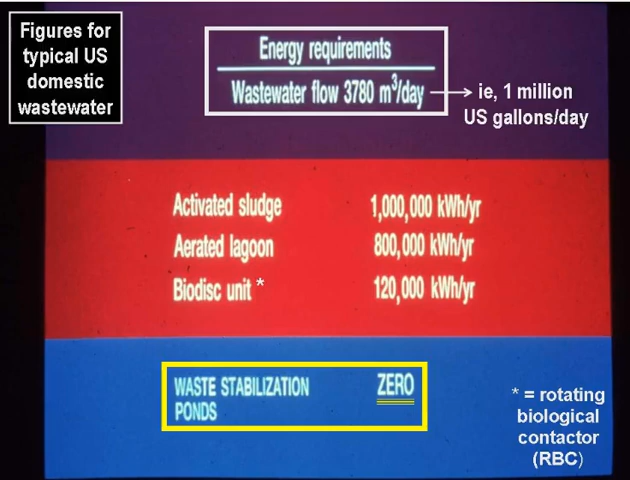 Figures for
typical US
domestic
wastewater
Energy requirements
Wastewater flow 3780 m³/day
ie, 1 million
US gallons/day
Activated sludge 1,000,000 kWh/yr
Aerated lagoon 800,000 kWh/yr
Biodisc unit * 120,000 kWh/yr
WASTE STABILIZATION ZERO
PONDS
* = rotating
biological
contactor
(RBC)